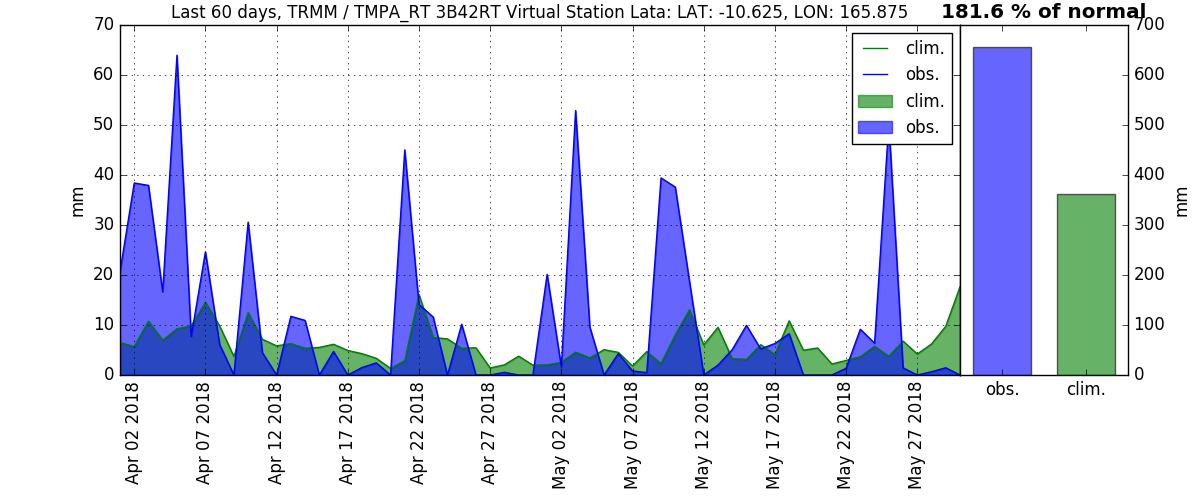 Last 60 days, TRMM / TMPA_RT 3B42RT Virtual Station Lata: LAT: -10.625, LON: 165.875
181.6 % of normal
70
60
50
40
30
20
10
0
mm
clim.
obs.
clim.
obs.
700
600
500
400
300
200
100
0
mm
Apr 02 2018
Apr 07 2018
Apr 12 2018
Apr 17 2018
Apr 22 2018
Apr 27 2018
May 02 2018
May 07 2018
May 12 2018
May 17 2018
May 22 2018
May 27 2018
obs.
clim.